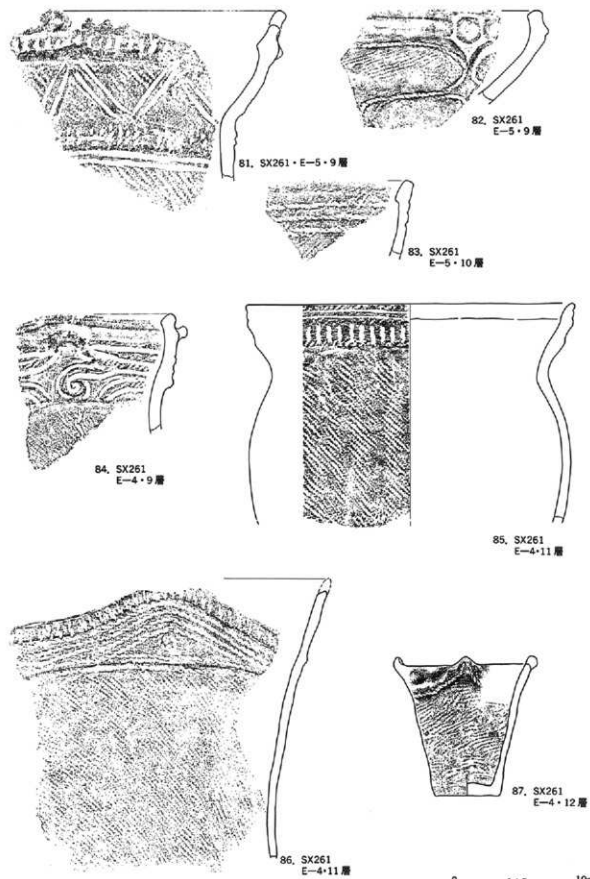 81. SX261・E-5・9層
82. SX261
E-5・9層
83. SX261
E-5・10層
84. SX261
E-4・9層
85. SX261
E-4・11層
86. SX261
E-4・11層
87. SX261
E-4・12層